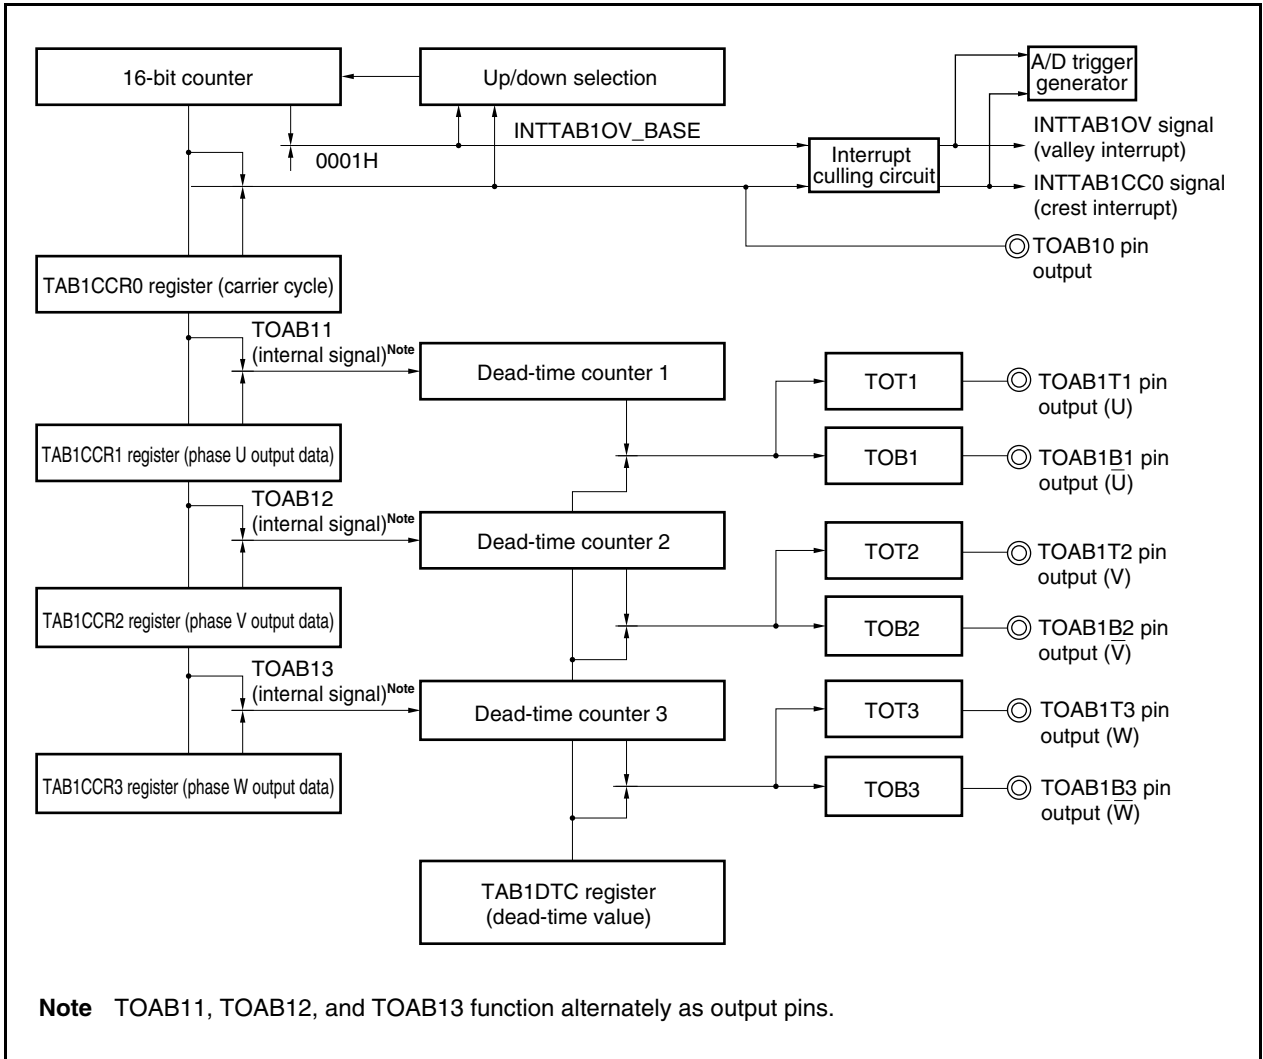 16-bit counter
Up/down selection
A/D trigger
generator
INTTAB1OV_BASE
0001H
Interrupt
culling circuit
INTTAB1OV signal
(valley interrupt)
INTTAB1CC0 signal
(crest interrupt)
TOAB10 pin
output
TAB1CCR0 register (carrier cycle)
TOAB11
(internal signal)Note
Dead-time counter 1
TOT1
TOAB1T1 pin
output (U)
TAB1CCR1 register (phase U output data)
TOB1
TOAB1B1 pin
output (U̅)
TOAB12
(internal signal)Note
Dead-time counter 2
TOT2
TOAB1T2 pin
output (V)
TAB1CCR2 register (phase V output data)
TOB2
TOAB1B2 pin
output (V̅)
TOAB13
(internal signal)Note
Dead-time counter 3
TOT3
TOAB1T3 pin
output (W)
TAB1CCR3 register (phase W output data)
TOB3
TOAB1B3 pin
output (W̅)
TAB1DTC register
(dead-time value)
Note TOAB11, TOAB12, and TOAB13 function alternately as output pins.